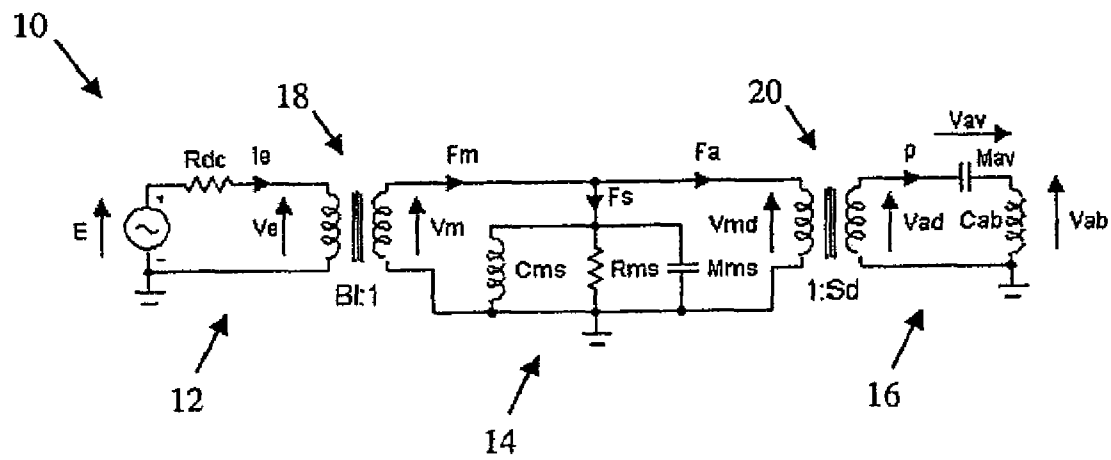 10
18
20
Rdc
Ie
Fm
Fa
p
Vav
Mav
Fs
E
Ve
Vm
Cms
Rms
Mms
Vmd
Vad
Cab
Vab
Bl:1
1:Sd
12
14
16